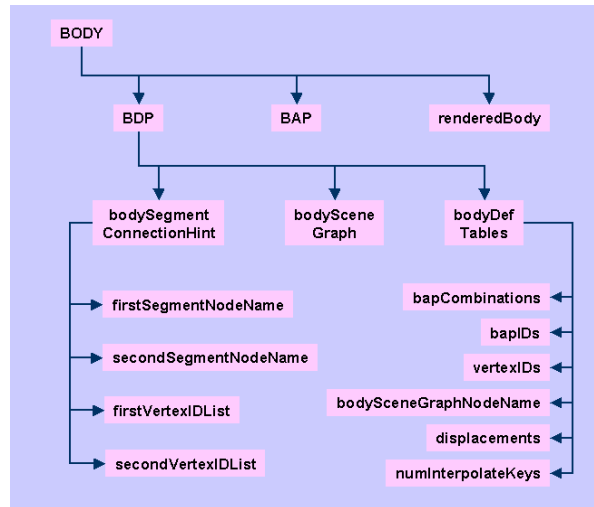 BODY
BDP
BAP
renderedBody
bodySegment
ConnectionHint
bodyScene
Graph
bodyDef
Tables
firstSegmentNodeName
secondSegmentNodeName
firstVertexIDList
secondVertexIDList
bapCombinations
bapIDs
vertexIDs
bodySceneGraphNodeName
displacements
numInterpolateKeys